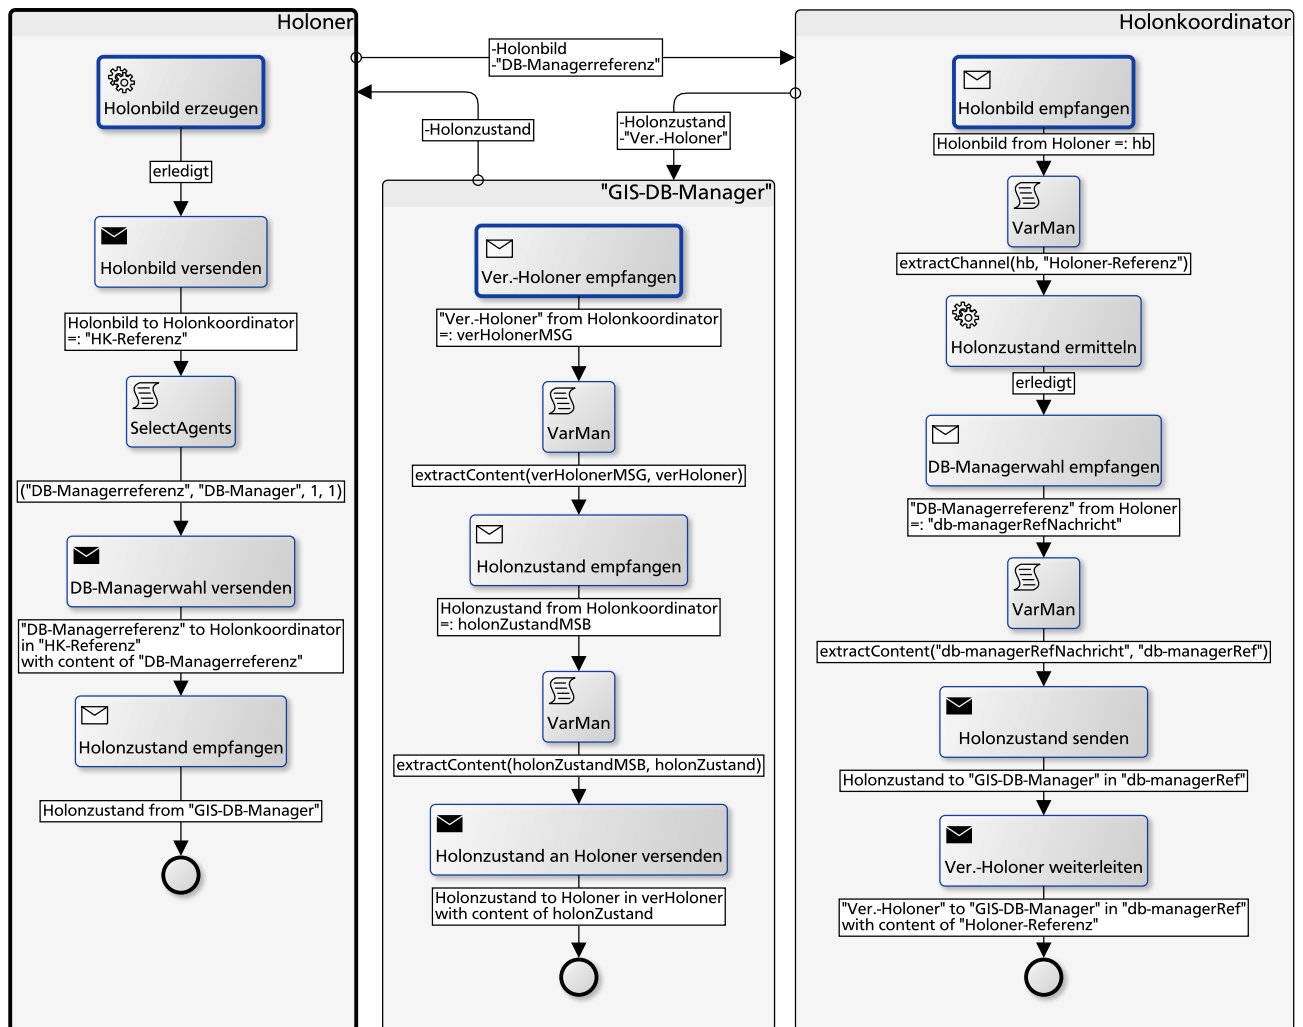 Holoner
Holonbild erzeugen
erledigt
Holonbild versenden
Holonbild to Holonkoordinator
=: "HK-Referenz"
SelectAgents
("DB-Managerreferenz", "DB-Manager", 1, 1)
DB-Managerwahl versenden
"DB-Managerreferenz" to Holonkoordinator
in "HK-Referenz"
with content of "DB-Managerreferenz"
Holonzustand empfangen
Holonzustand from "GIS-DB-Manager"
-Holonbild
-"DB-Managerreferenz"
-Holonzustand
-Holonzustand
-"Ver.-Holoner"
"GIS-DB-Manager"
Ver.-Holoner empfangen
"Ver.-Holoner" from Holonkoordinator
=: verHolonerMSG
VarMan
extractContent(verHolonerMSG, verHoloner)
Holonzustand empfangen
Holonzustand from Holonkoordinator
=: holonZustandMSB
VarMan
extractContent(holonZustandMSB, holonZustand)
Holonzustand an Holoner versenden
Holonzustand to Holoner in verHoloner
with content of holonZustand
Holonkoordinator
Holonbild empfangen
Holonbild from Holoner =: hb
VarMan
extractChannel(hb, "Holoner-Referenz")
Holonzustand ermitteln
erledigt
DB-Managerwahl empfangen
"DB-Managerreferenz" from Holoner
=: "db-managerRefNachricht"
VarMan
extractContent("db-managerRefNachricht", "db-managerRef")
Holonzustand senden
Holonzustand to "GIS-DB-Manager" in "db-managerRef"
Ver.-Holoner weiterleiten
"Ver.-Holoner" to "GIS-DB-Manager" in "db-managerRef"
with content of "Holoner-Referenz"